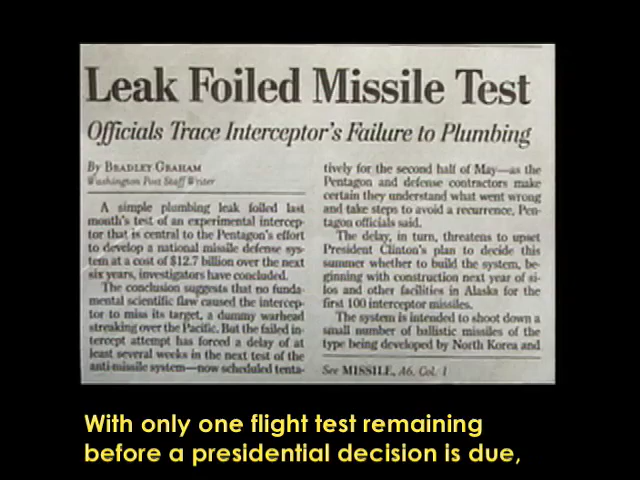 Leak Foiled Missile Test
Officials Trace Interceptor's Failure to Plumbing
By BRADLEY GRAHAM
Washington Post Staff Writer
A simple plumbing leak foiled last
month's test of an experimental intercep-
tor that is central to the Pentagon's effort
to develop a national missile defense sys-
tem at a cost of $12.7 billion over the next
six years, investigators have concluded.
The conclusion suggests that no funda-
mental scientific flaw caused the intercep-
tor to miss its target, a dummy warhead
streaking over the Pacific. But the failed in-
tercept attempt has forced a delay of at
least several weeks in the next test of the
anti-missile system—now scheduled tenta-
tively for the second half of May—as the
Pentagon and defense contractors make
certain they understand what went wrong
and take steps to avoid a recurrence, Pen-
tagon officials said.
The delay, in turn, threatens to upset
President Clinton's plan to decide this
summer whether to build the system, be-
ginning with construction next year of si-
los and other facilities in Alaska for the
first 100 interceptor missiles.
The system is intended to shoot down a
small number of ballistic missiles of the
type being developed by North Korea and
See MISSILE, A6, Col. 1
With only one flight test remaining
before a presidential decision is due,